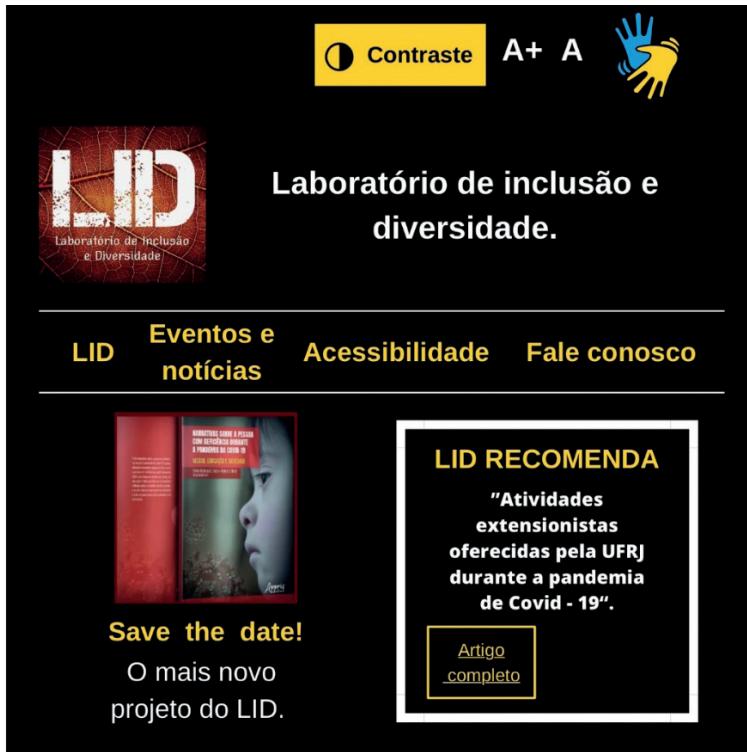 Contraste
A+ A
LID
Laboratório de Inclusão
e Diversidade
Laboratório de inclusão e
diversidade.
LID
Eventos e
notícias
Acessibilidade
Fale conosco
NARRATIVAS SOBRE A PESSOA
COM DEFICIÊNCIA DURANTE
A PANDEMIA DA COVID-19
Appris
Save the date!
O mais novo
projeto do LID.
LID RECOMENDA
"Atividades
extensionistas
oferecidas pela UFRJ
durante a pandemia
de Covid - 19“.
Artigo
completo